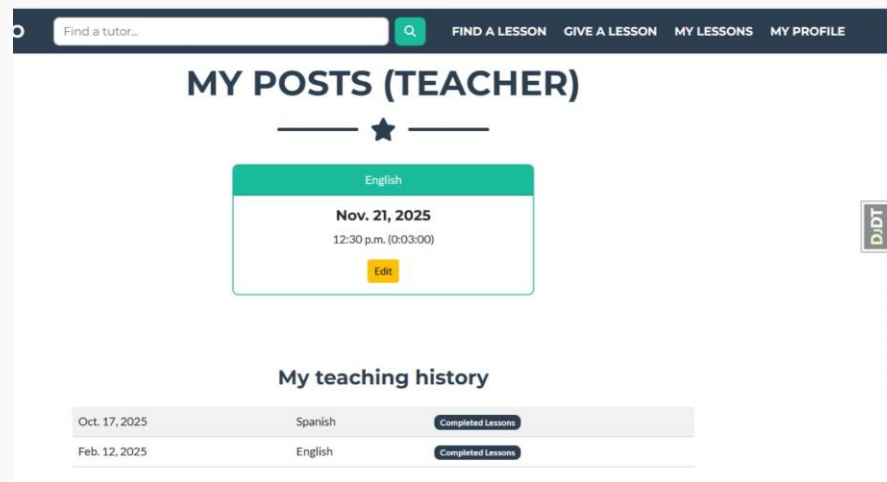 O Find a tutor... FIND A LESSON GIVE A LESSON MY LESSONS MY PROFILE
MY POSTS (TEACHER)
English
Nov. 21, 2025
12:30 p.m. (0:03:00)
Edit
DJDT
My teaching history
Oct. 17, 2025 Spanish Completed Lessons
Feb. 12, 2025 English Completed Lessons